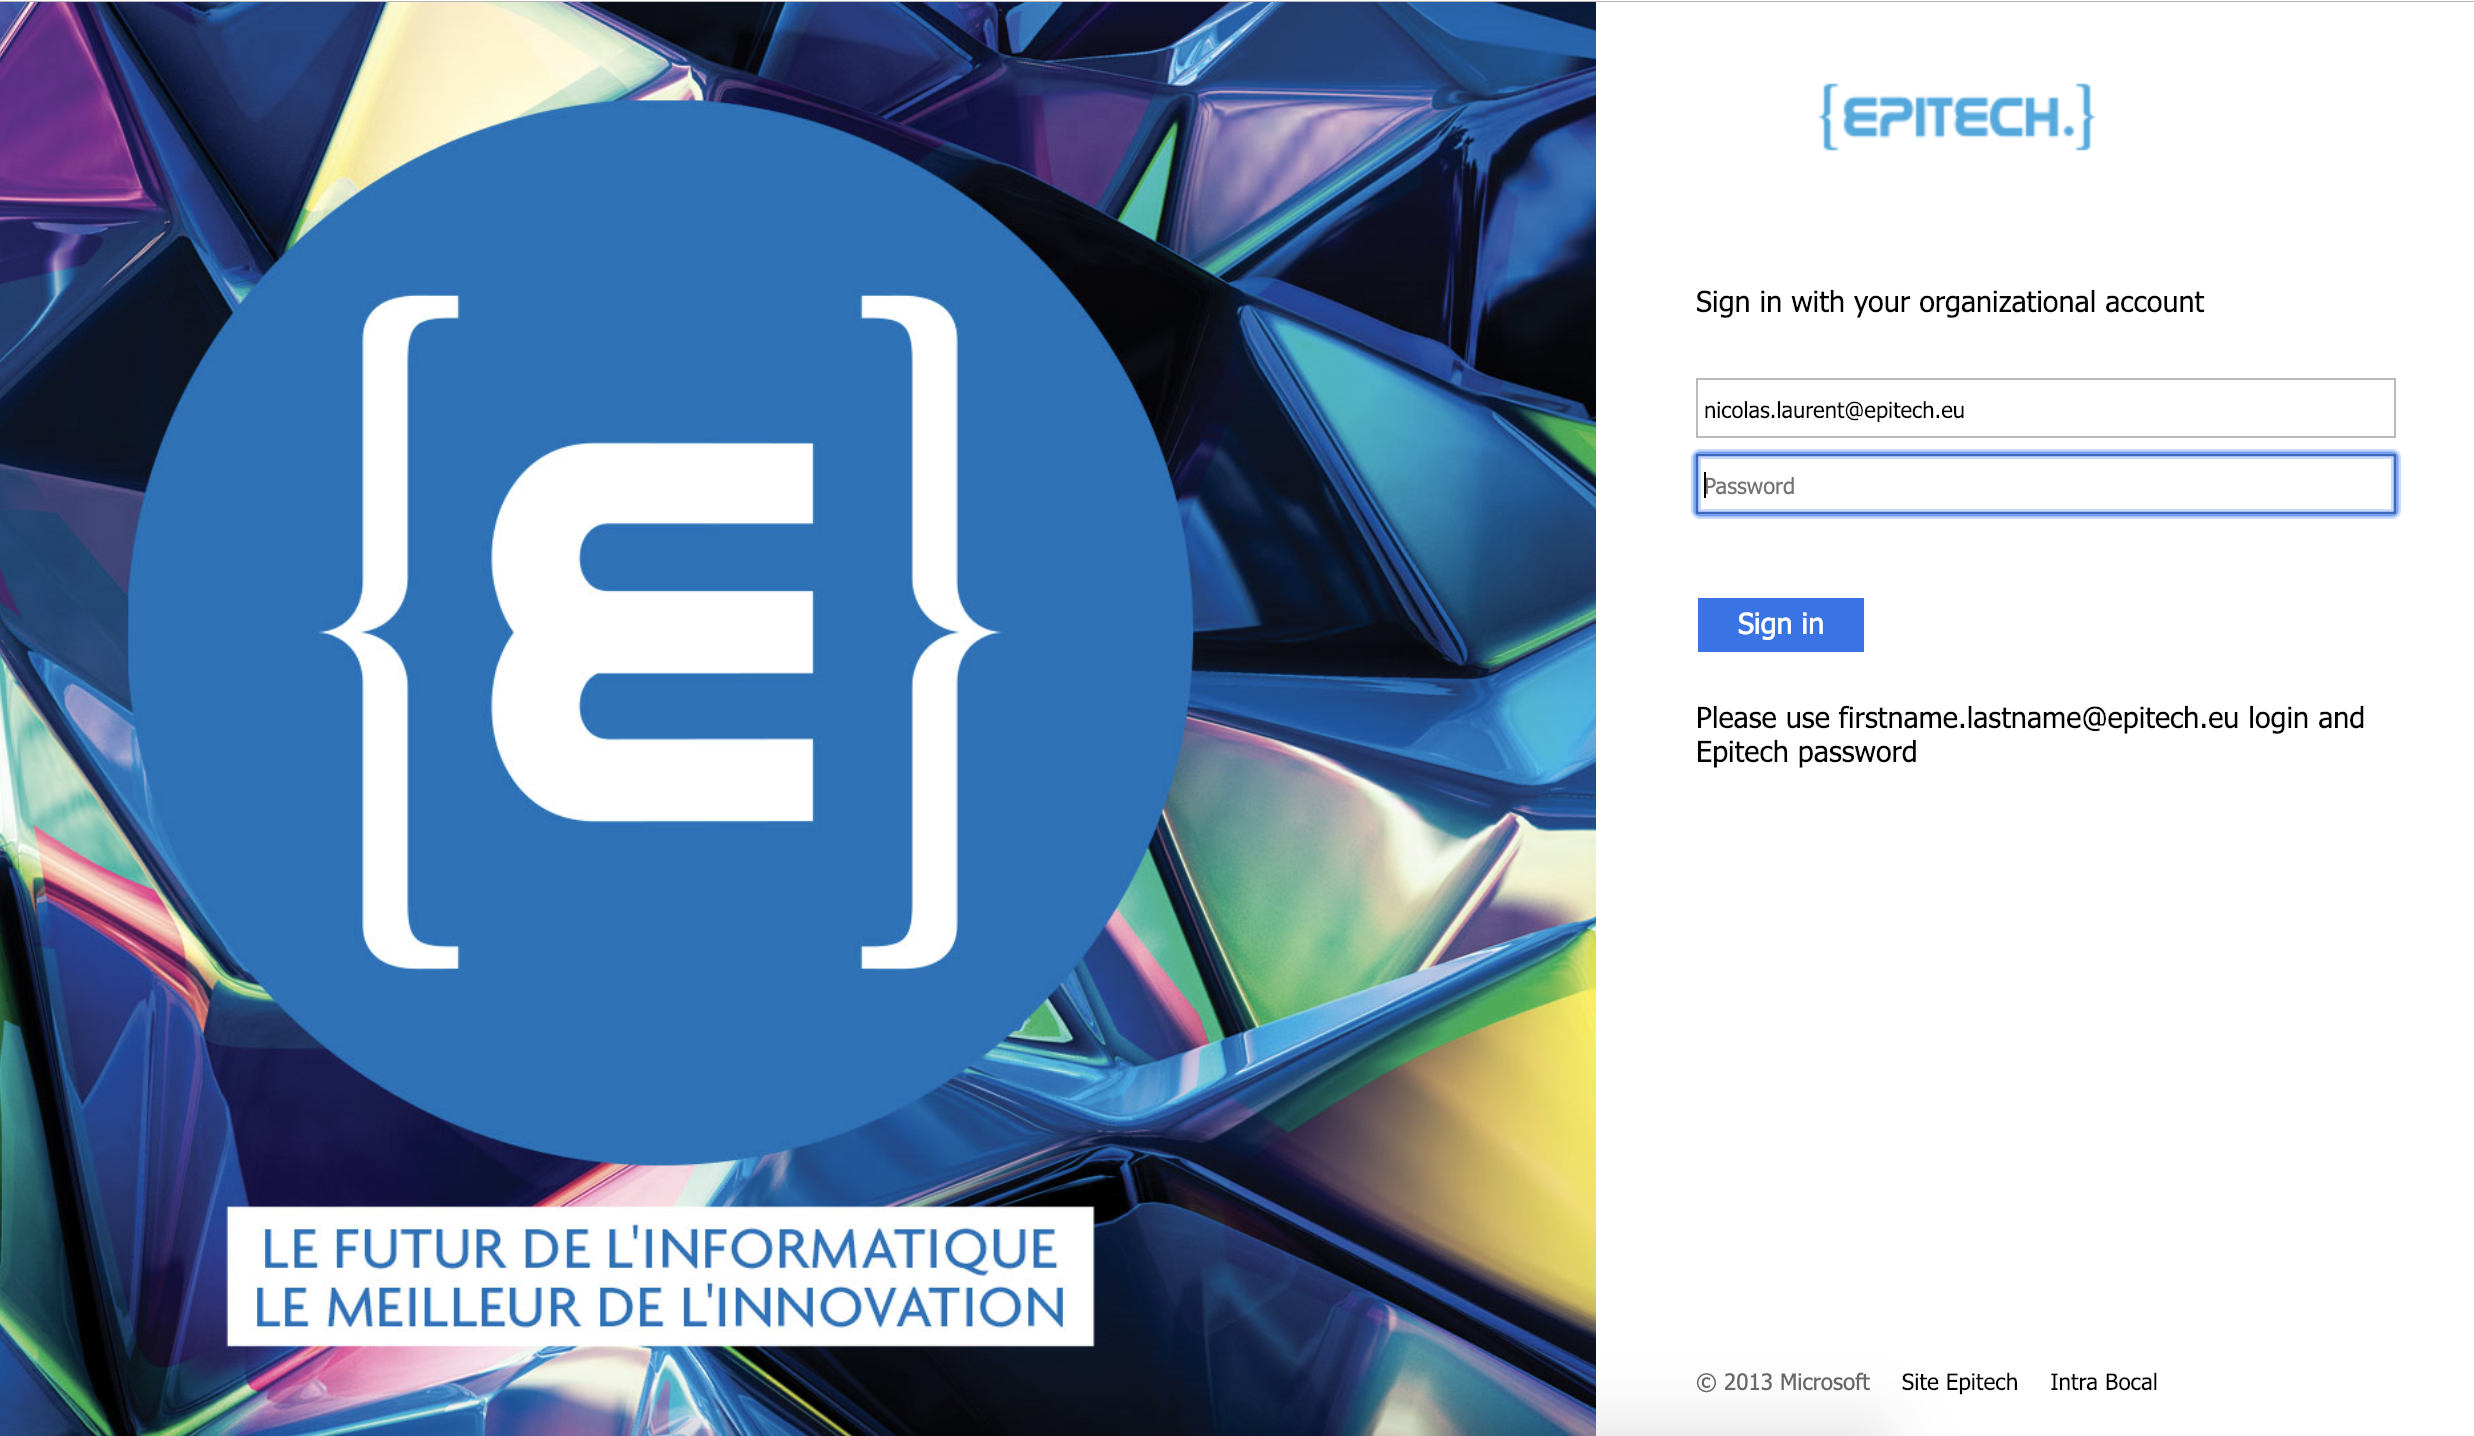 {EPITECH.}
Sign in with your organizational account
nicolas.laurent@epitech.eu
Password
Sign in
Please use firstname.lastname@epitech.eu login and
Epitech password
{E}
LE FUTUR DE L'INFORMATIQUE
LE MEILLEUR DE L'INNOVATION
© 2013 Microsoft Site Epitech Intra Bocal